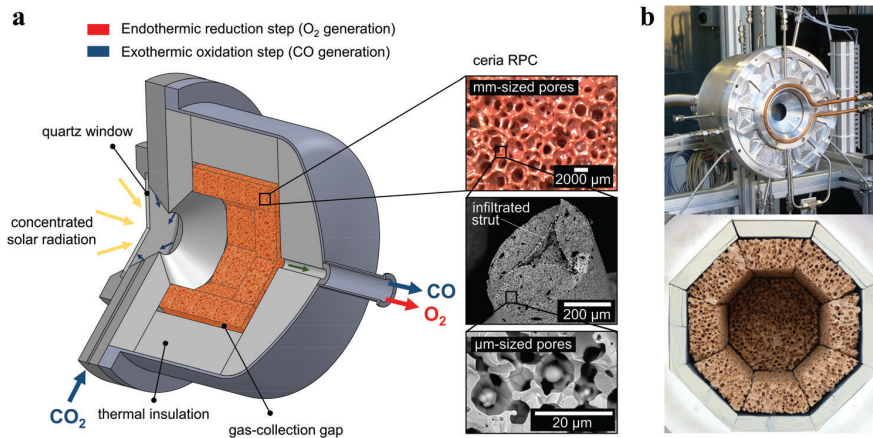 a
Endothermic reduction step (O₂ generation)
Exothermic oxidation step (CO generation)
quartz window
concentrated
solar radiation
CO₂
thermal insulation
gas-collection gap
CO
O₂
ceria RPC
mm-sized pores
2000 μm
infiltrated
strut
200 μm
μm-sized pores
20 μm
b